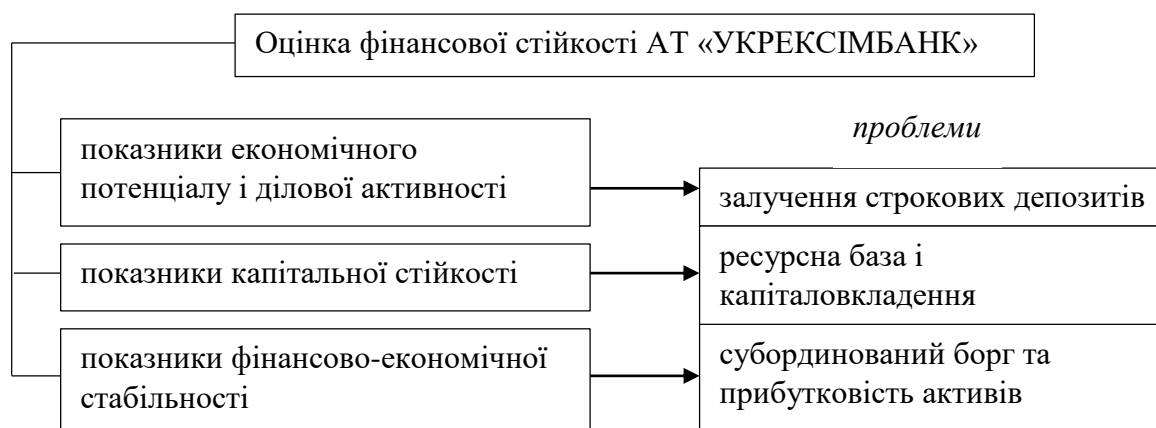 Оцінка фінансової стійкості АТ «УКРЕКСІМБАНК»
проблеми
показники економічного
потенціалу і ділової активності
залучення строкових депозитів
показники капітальної стійкості
ресурсна база і
капіталовкладення
показники фінансово-економічної
стабільності
субординований борг та
прибутковість активів